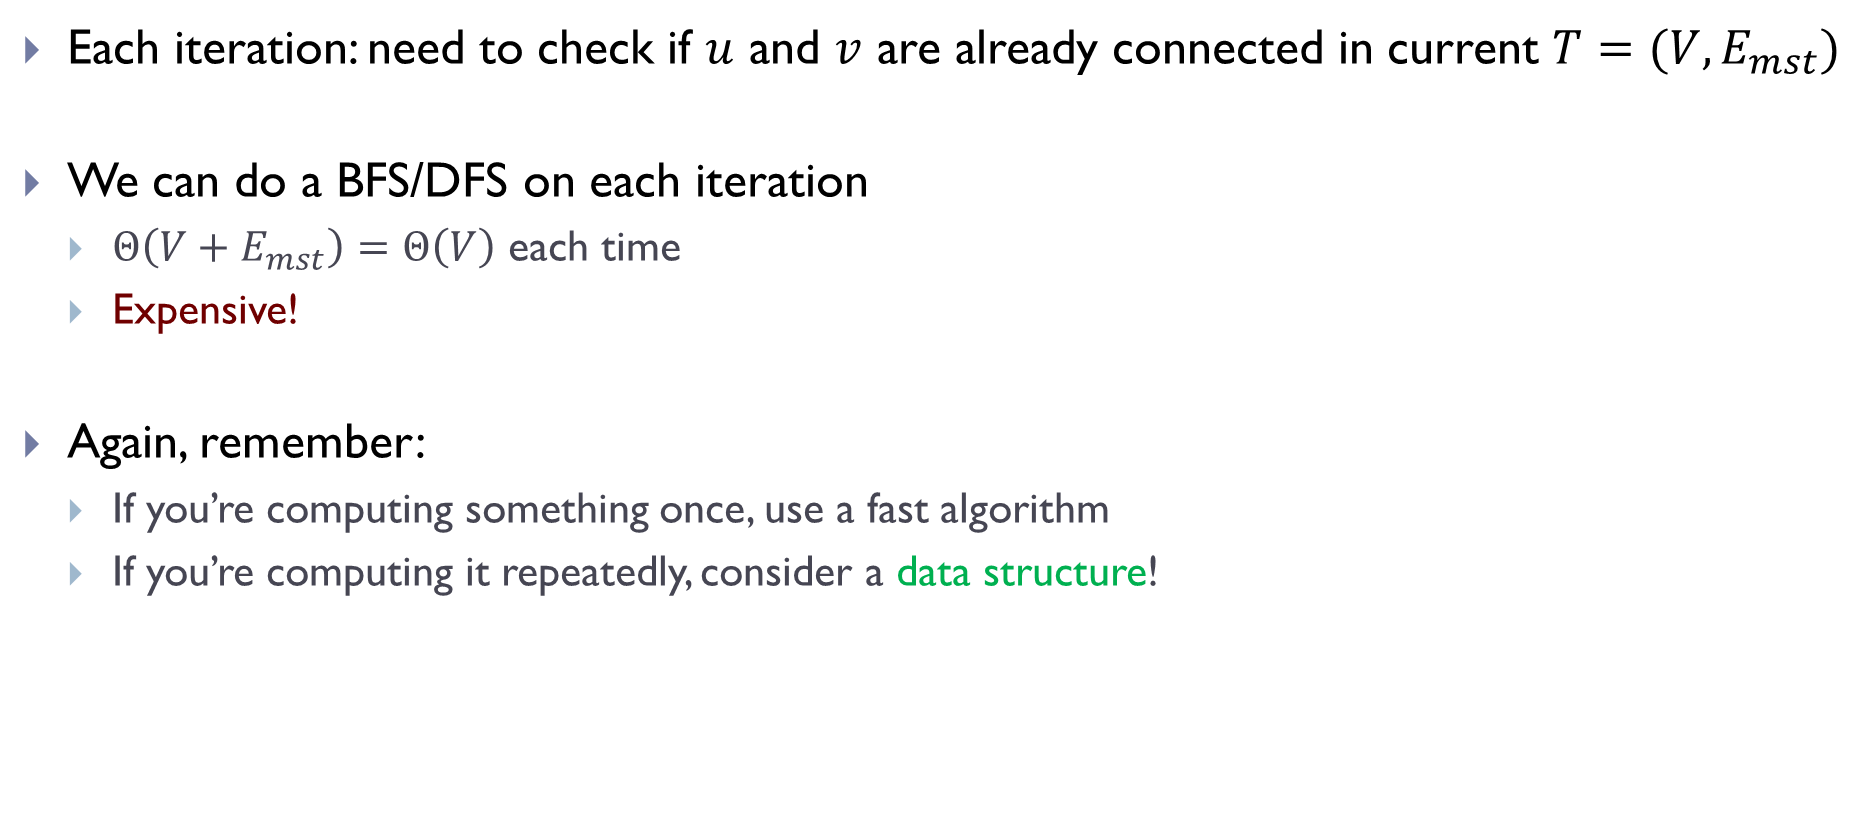 Each iteration: need to check if 𝑢 and 𝑣 are already connected in current 𝑇 = (𝑉, 𝐸ₘₛₜ)
We can do a BFS/DFS on each iteration
Θ(𝑉 + 𝐸ₘₛₜ) = Θ(𝑉) each time
Expensive!
Again, remember:
If you’re computing something once, use a fast algorithm
If you’re computing it repeatedly, consider a data structure!